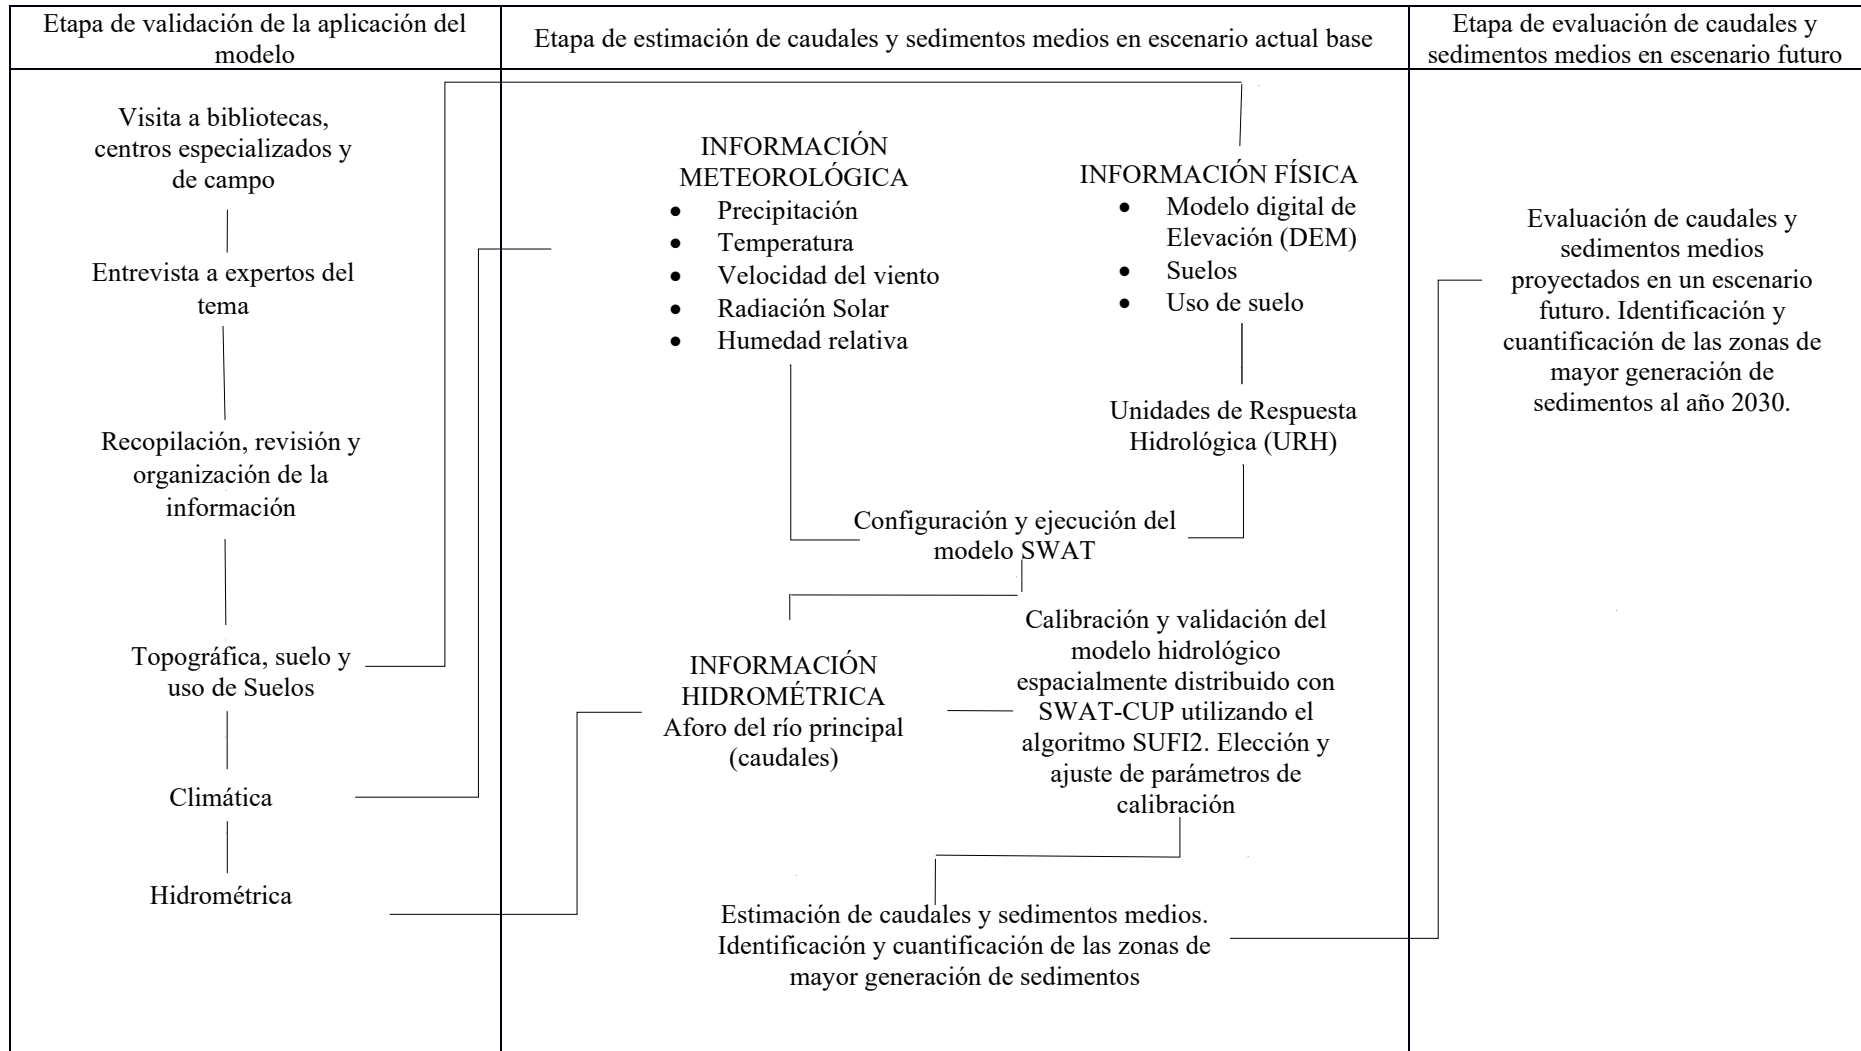 Etapa de validación de la aplicación del
modelo
Etapa de estimación de caudales y sedimentos medios en escenario actual base
Etapa de evaluación de caudales y
sedimentos medios en escenario futuro
Visita a bibliotecas,
centros especializados y
de campo
Entrevista a expertos del
tema
Recopilación, revisión y
organización de la
información
Topográfica, suelo y
uso de Suelos
Climática
Hidrométrica
INFORMACIÓN
METEOROLÓGICA
• Precipitación
• Temperatura
• Velocidad del viento
• Radiación Solar
• Humedad relativa
INFORMACIÓN FÍSICA
• Modelo digital de
Elevación (DEM)
• Suelos
• Uso de suelo
Unidades de Respuesta
Hidrológica (URH)
Configuración y ejecución del
modelo SWAT
INFORMACIÓN
HIDROMÉTRICA
Aforo del río principal
(caudales)
Calibración y validación del
modelo hidrológico
espacialmente distribuido con
SWAT-CUP utilizando el
algoritmo SUFI2. Elección y
ajuste de parámetros de
calibración
Estimación de caudales y sedimentos medios.
Identificación y cuantificación de las zonas de
mayor generación de sedimentos
Evaluación de caudales y
sedimentos medios
proyectados en un escenario
futuro. Identificación y
cuantificación de las zonas de
mayor generación de
sedimentos al año 2030.